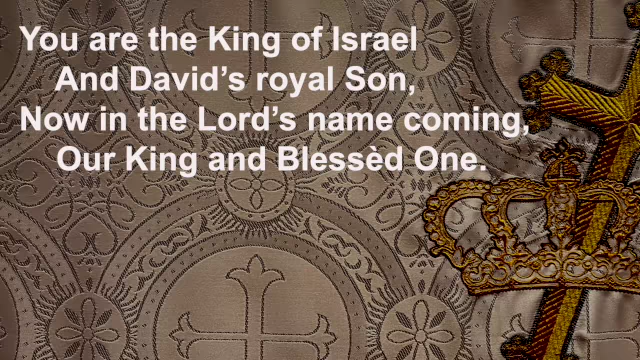 You are the King of Israel
And David's royal Son,
Now in the Lord's name coming,
Our King and Blessèd One.